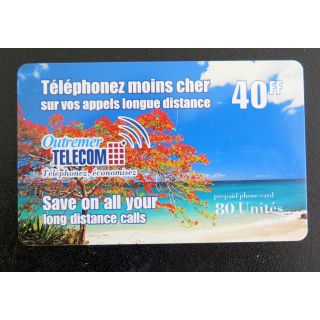 Téléphonez moins cher
sur vos appels longue distance
40FF
Outremer
TELECOM
Téléphonez, économisez
Save on all your
long distance calls
prepaid phone card
80 Unités